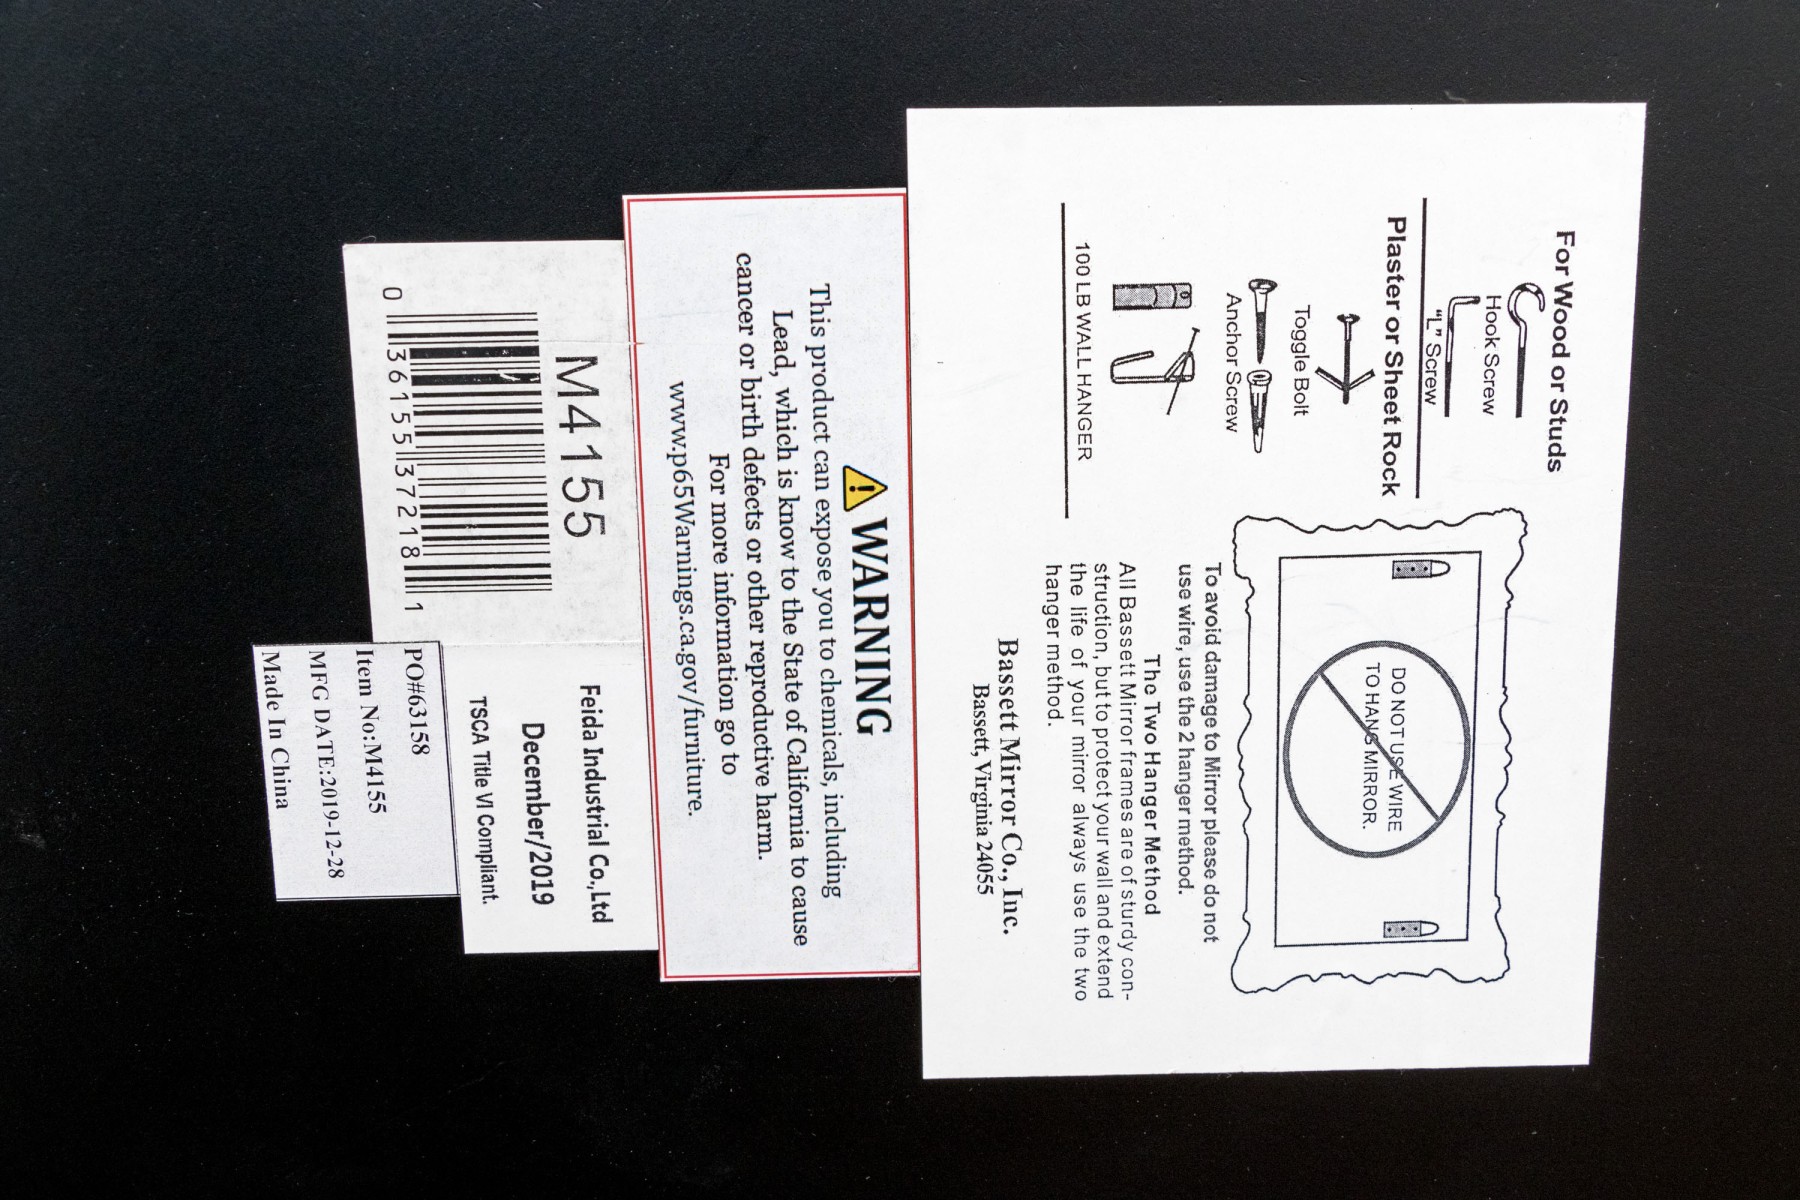 For Wood or Studs
Hook Screw
"L" Screw
Plaster or Sheet Rock
Toggle Bolt
Anchor Screw
100 LB WALL HANGER
DO NOT USE WIRE
TO HANG MIRROR.
To avoid damage to Mirror please do not
use wire, use the 2 hanger method.
The Two Hanger Method
All Bassett Mirror frames are of sturdy con-
struction, but to protect your wall and extend
the life of your mirror always use the two
hanger method.
Bassett Mirror Co., Inc.
Bassett, Virginia 24055
WARNING
This product can expose you to chemicals, including
Lead, which is know to the State of California to cause
cancer or birth defects or other reproductive harm.
For more information go to
www.p65Warnings.ca.gov/furniture.
M4155
0 36155 37218 1
Feida Industrial Co.,Ltd
December/2019
TSCA Title VI Compliant.
PO#63158
Item No:M4155
MFG DATE:2019-12-28
Made In China